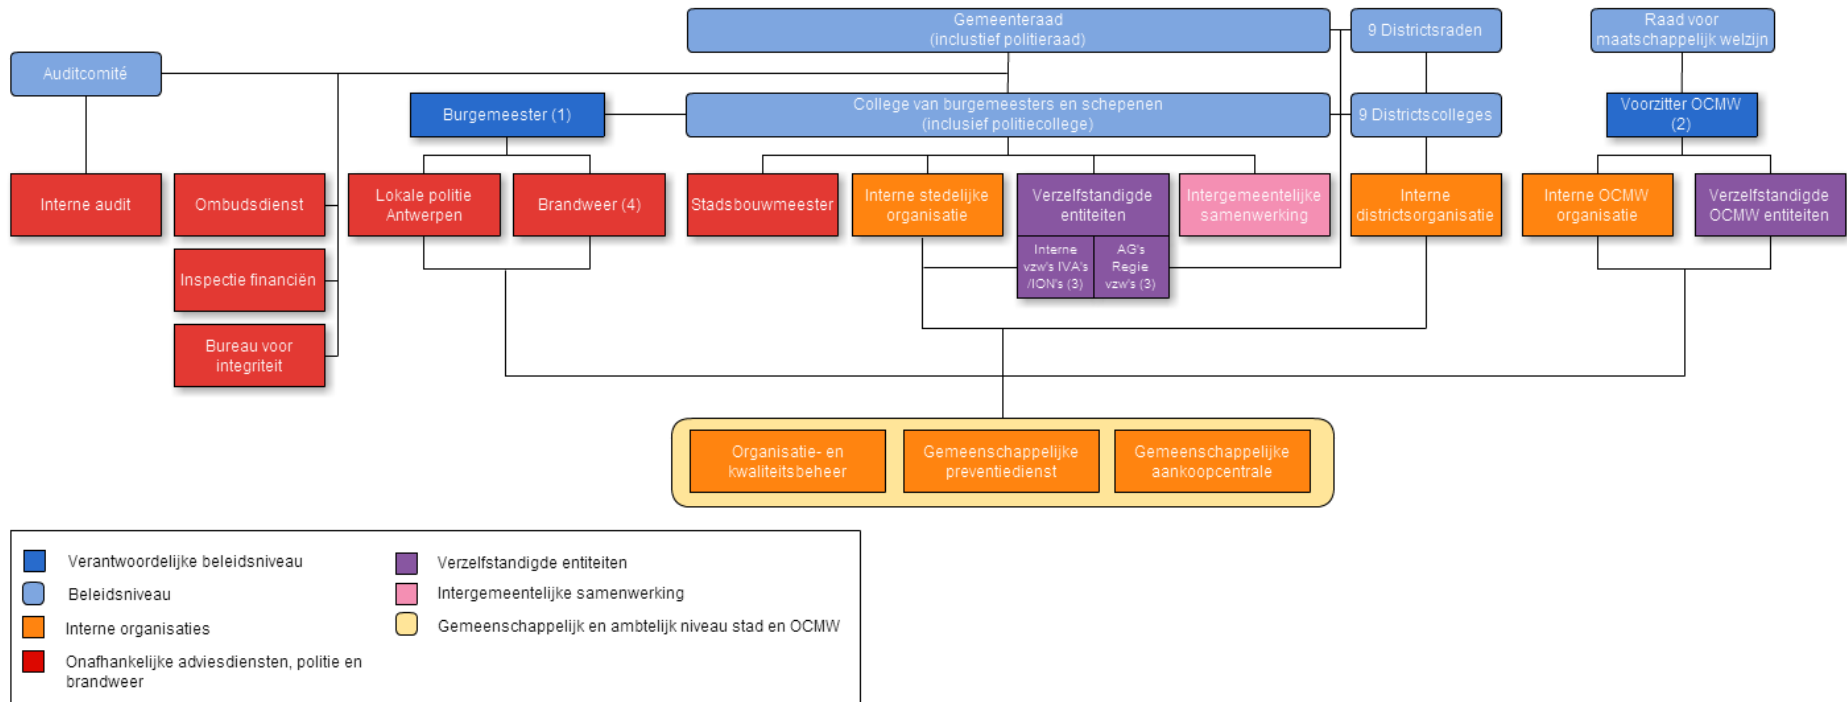 Gemeenteraad
(inclustief politieraad)
9 Districtsraden
Raad voor
maatschappelijk welzijn
Auditcomité
Burgemeester (1)
College van burgemeesters en schepenen
(inclusief politiecollege)
9 Districtscolleges
Voorzitter OCMW
(2)
Interne audit
Ombudsdienst
Lokale politie
Antwerpen
Brandweer (4)
Stadsbouwmeester
Interne stedelijke
organisatie
Verzelfstandigde
entiteiten
Intergemeentelijke
samenwerking
Interne
districtsorganisatie
Interne OCMW
organisatie
Verzelfstandigde
OCMW entiteiten
Interne
vzw's IVA's
/ION's (3)
AG's
Regie
vzw's (3)
Inspectie financiën
Bureau voor
integriteit
Organisatie- en
kwaliteitsbeheer
Gemeenschappelijke
preventiedienst
Gemeenschappelijke
aankoopcentrale
Verantwoordelijke beleidsniveau
Beleidsniveau
Interne organisaties
Onafhankelijke adviesdiensten, politie en
brandweer
Verzelfstandigde entiteiten
Intergemeentelijke samenwerking
Gemeenschappelijk en ambtelijk niveau stad en OCMW